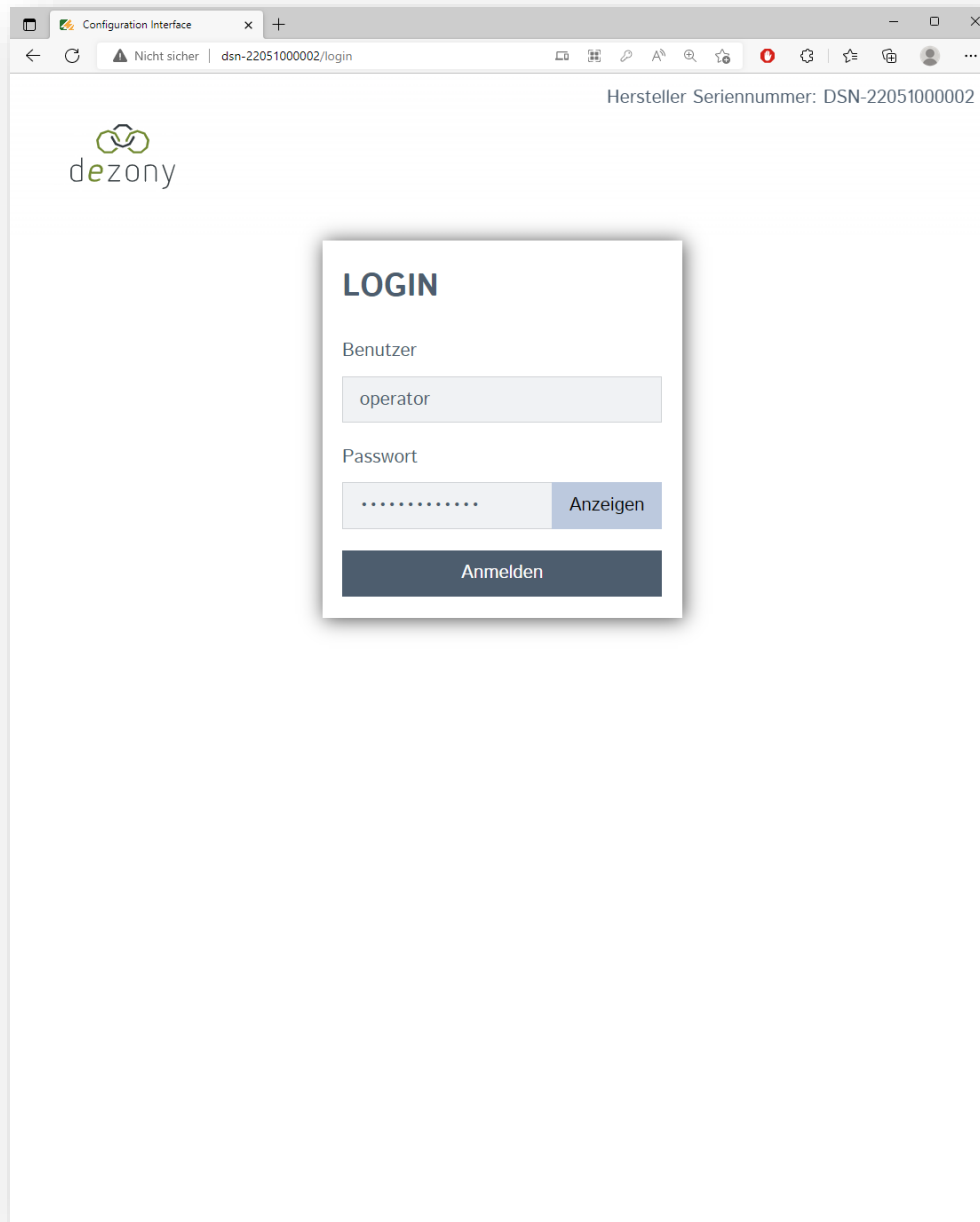 Configuration Interface
Nicht sicher | dsn-22051000002/login
Hersteller Seriennummer: DSN-22051000002
dezony
LOGIN
Benutzer
operator
Passwort
•••••••••••••
Anzeigen
Anmelden